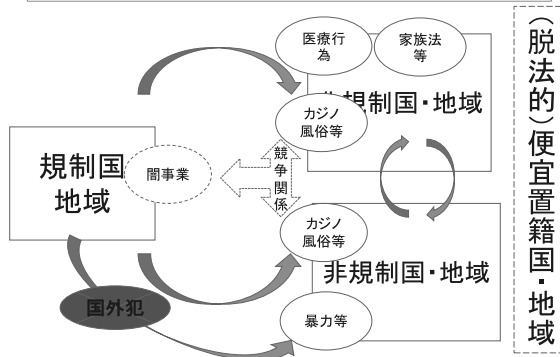 医療行
為
家族法
等
非規制国・地域
カジノ
風俗等
規制国
地域
闇事業
競争関係
カジノ
風俗等
非規制国・地域
国外犯
暴力等
(脱法的)便宜置籍国・地域